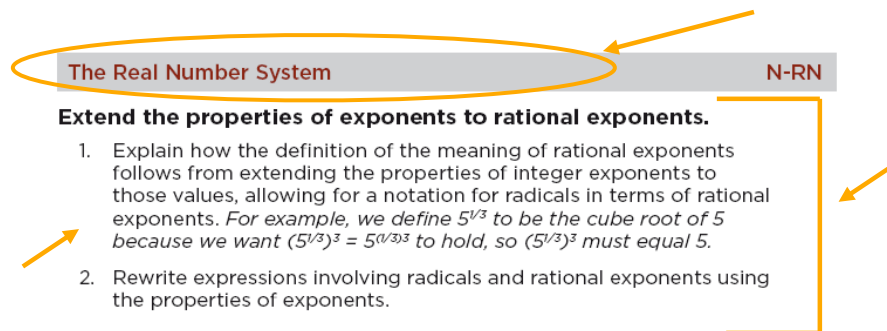 The Real Number System N-RN
Extend the properties of exponents to rational exponents.
1. Explain how the definition of the meaning of rational exponents
follows from extending the properties of integer exponents to
those values, allowing for a notation for radicals in terms of rational
exponents. For example, we define 5^{1/3} to be the cube root of 5
because we want (5^{1/3})^3 = 5^{(1/3)3} to hold, so (5^{1/3})^3 must equal 5.
2. Rewrite expressions involving radicals and rational exponents using
the properties of exponents.